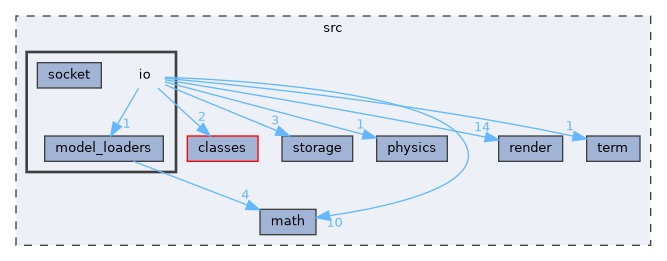 src
socket
io
1
2
3
1
14
1
model_loaders
classes
storage
physics
render
term
4
math
10